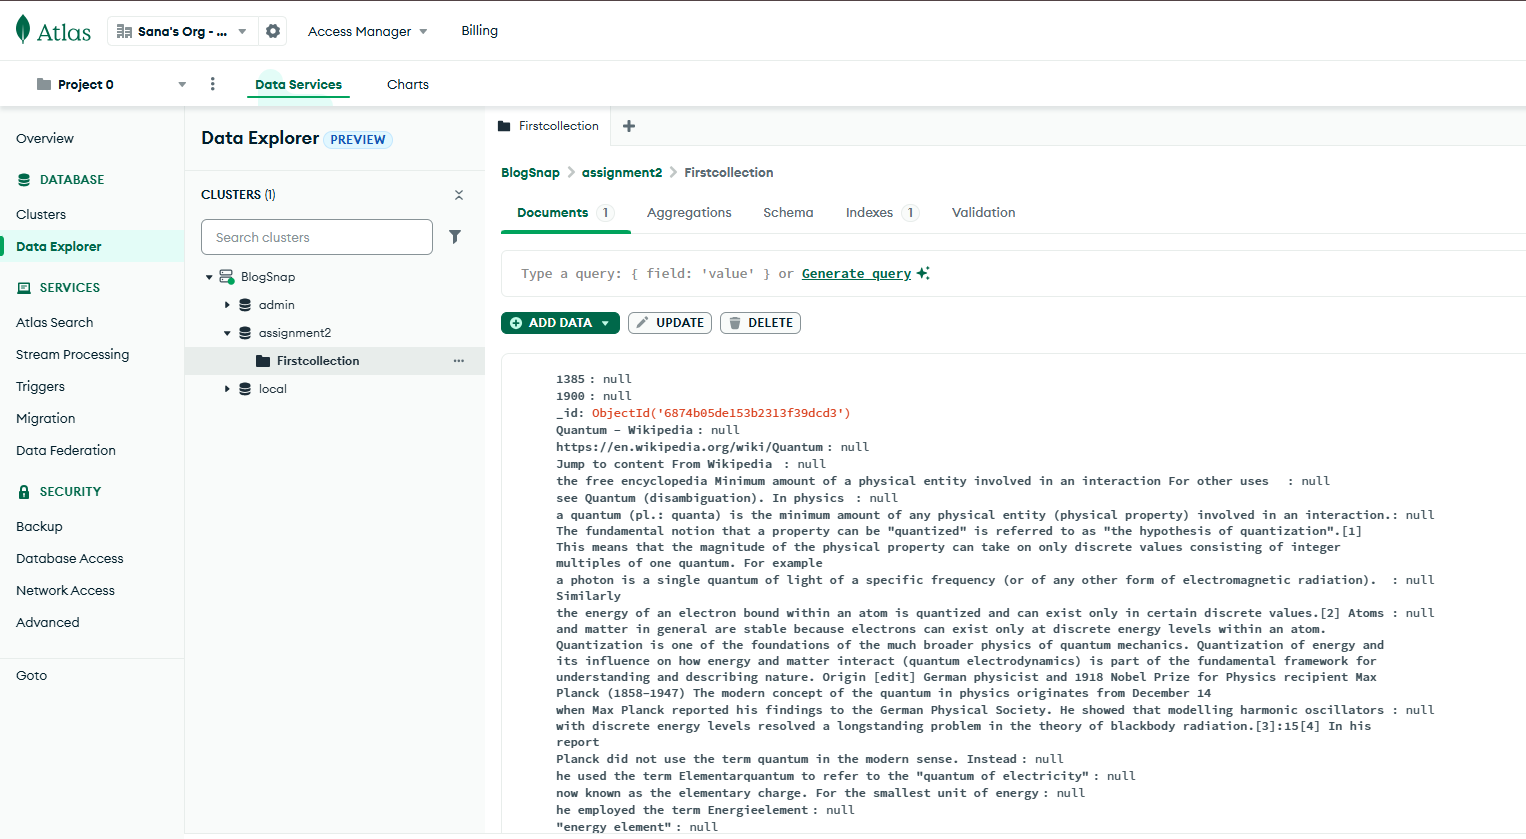 Atlas
Sana's Org - ...
Access Manager
Billing
Project 0
Data Services
Charts
Overview
DATABASE
Clusters
Data Explorer
SERVICES
Atlas Search
Stream Processing
Triggers
Migration
Data Federation
SECURITY
Backup
Database Access
Network Access
Advanced
Goto
Data Explorer PREVIEW
CLUSTERS (1)
Search clusters
BlogSnap
admin
assignment2
Firstcollection ...
local
Firstcollection
BlogSnap > assignment2 > Firstcollection
Documents 1 Aggregations Schema Indexes 1 Validation
Type a query: { field: 'value' } or Generate query
ADD DATA UPDATE DELETE
1385 : null
1900 : null
_id: ObjectId('6874b05de153b2313f39dcd3')
Quantum - Wikipedia : null
https://en.wikipedia.org/wiki/Quantum : null
Jump to content From Wikipedia : null
the free encyclopedia Minimum amount of a physical entity involved in an interaction For other uses : null
see Quantum (disambiguation). In physics : null
a quantum (pl.: quanta) is the minimum amount of any physical entity (physical property) involved in an interaction. : null
The fundamental notion that a property can be "quantized" is referred to as "the hypothesis of quantization".[1]
This means that the magnitude of the physical property can take on only discrete values consisting of integer
multiples of one quantum. For example
a photon is a single quantum of light of a specific frequency (or of any other form of electromagnetic radiation). : null
Similarly
the energy of an electron bound within an atom is quantized and can exist only in certain discrete values.[2] Atoms : null
and matter in general are stable because electrons can exist only at discrete energy levels within an atom.
Quantization is one of the foundations of the much broader physics of quantum mechanics. Quantization of energy and
its influence on how energy and matter interact (quantum electrodynamics) is part of the fundamental framework for
understanding and describing nature. Origin [edit] German physicist and 1918 Nobel Prize for Physics recipient Max
Planck (1858–1947) The modern concept of the quantum in physics originates from December 14
when Max Planck reported his findings to the German Physical Society. He showed that modelling harmonic oscillators : null
with discrete energy levels resolved a longstanding problem in the theory of blackbody radiation.[3]:15[4] In his
report
Planck did not use the term quantum in the modern sense. Instead : null
he used the term Elementarquantum to refer to the "quantum of electricity" : null
now known as the elementary charge. For the smallest unit of energy : null
he employed the term Energieelement : null
"energy element" : null